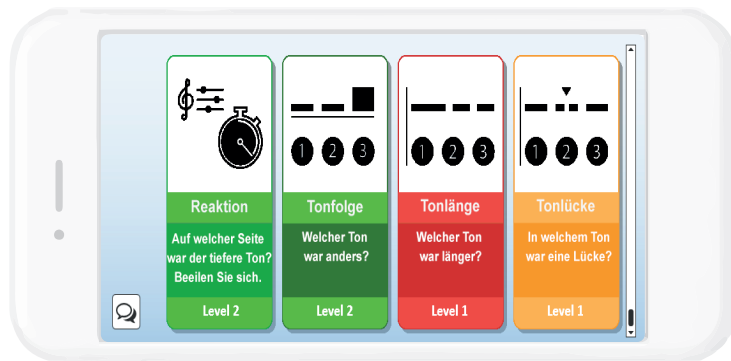 1 2 3
1 2 3
1 2 3
Reaktion
Auf welcher Seite
war der tiefere Ton?
Beeilen Sie sich.
Level 2
Tonfolge
Welcher Ton
war anders?
Level 2
Tonlänge
Welcher Ton
war länger?
Level 1
Tonlücke
In welchem Ton
war eine Lücke?
Level 1